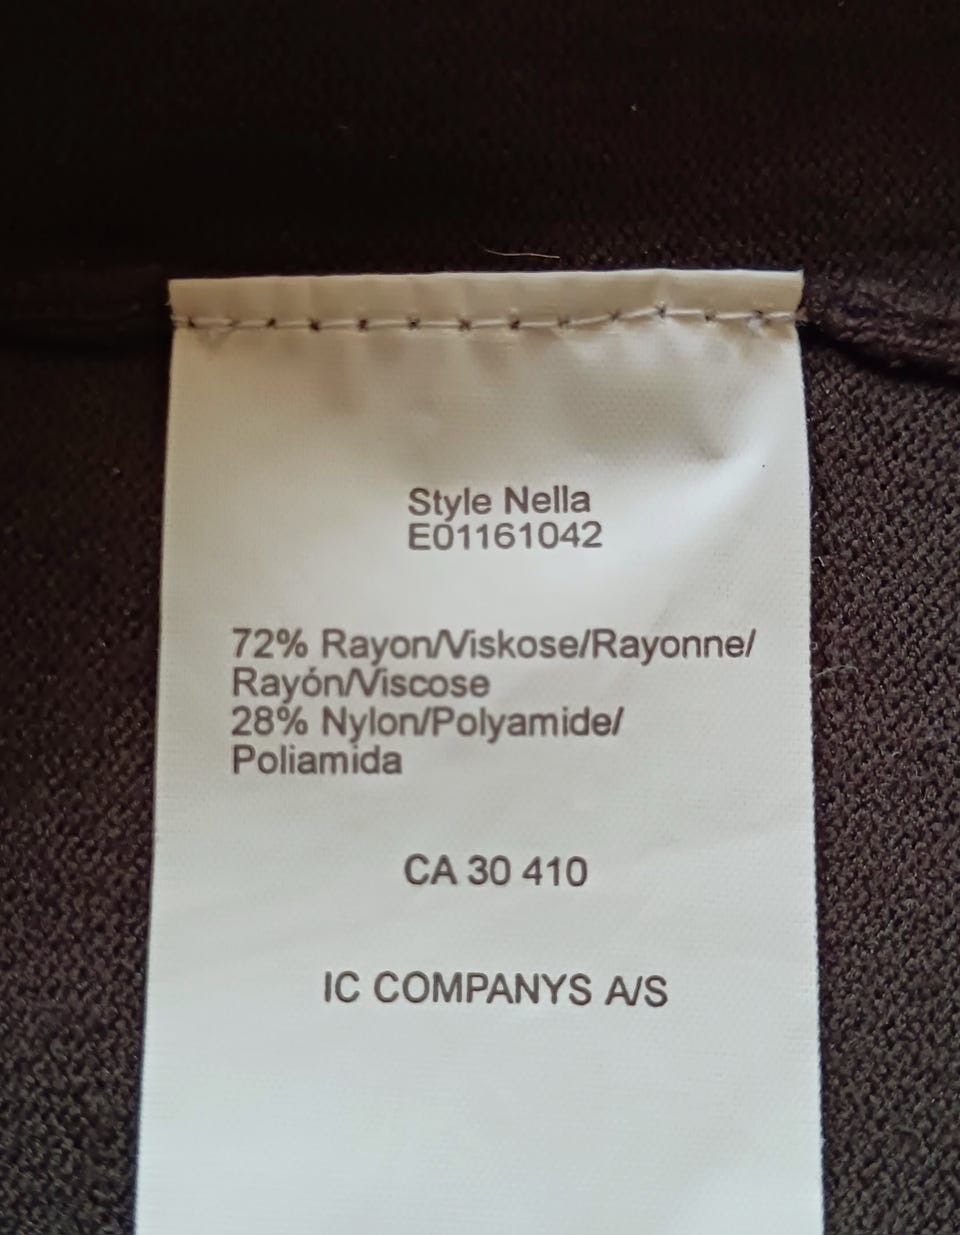 Style Nella
E01161042
72% Rayon/Viskose/Rayonne/
Rayón/Viscose
28% Nylon/Polyamide/
Poliamida
CA 30 410
IC COMPANYS A/S